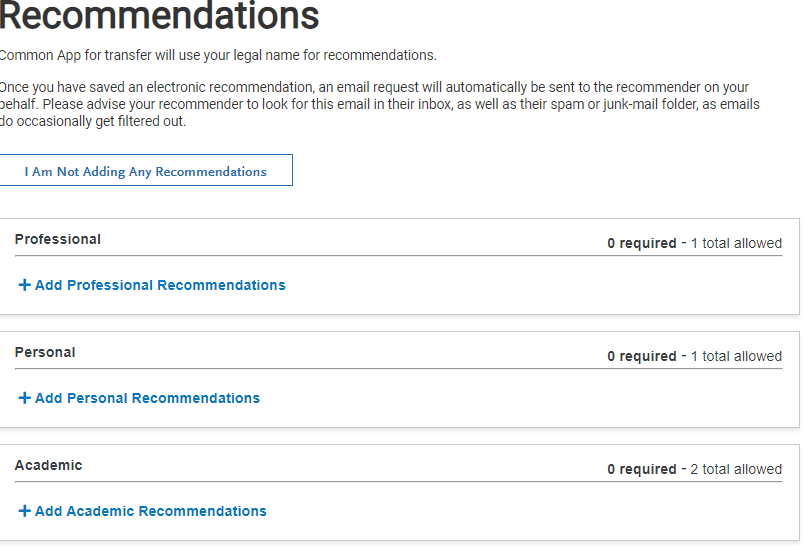 Recommendations
Common App for transfer will use your legal name for recommendations.
Once you have saved an electronic recommendation, an email request will automatically be sent to the recommender on your
behalf. Please advise your recommender to look for this email in their inbox, as well as their spam or junk-mail folder, as emails
do occasionally get filtered out.
I Am Not Adding Any Recommendations
Professional
0 required - 1 total allowed
+ Add Professional Recommendations
Personal
0 required - 1 total allowed
+ Add Personal Recommendations
Academic
0 required - 2 total allowed
+ Add Academic Recommendations